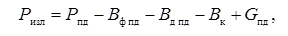 Pизл = Pпд − Bф пд − Bд пд − Bк + Gпд ,